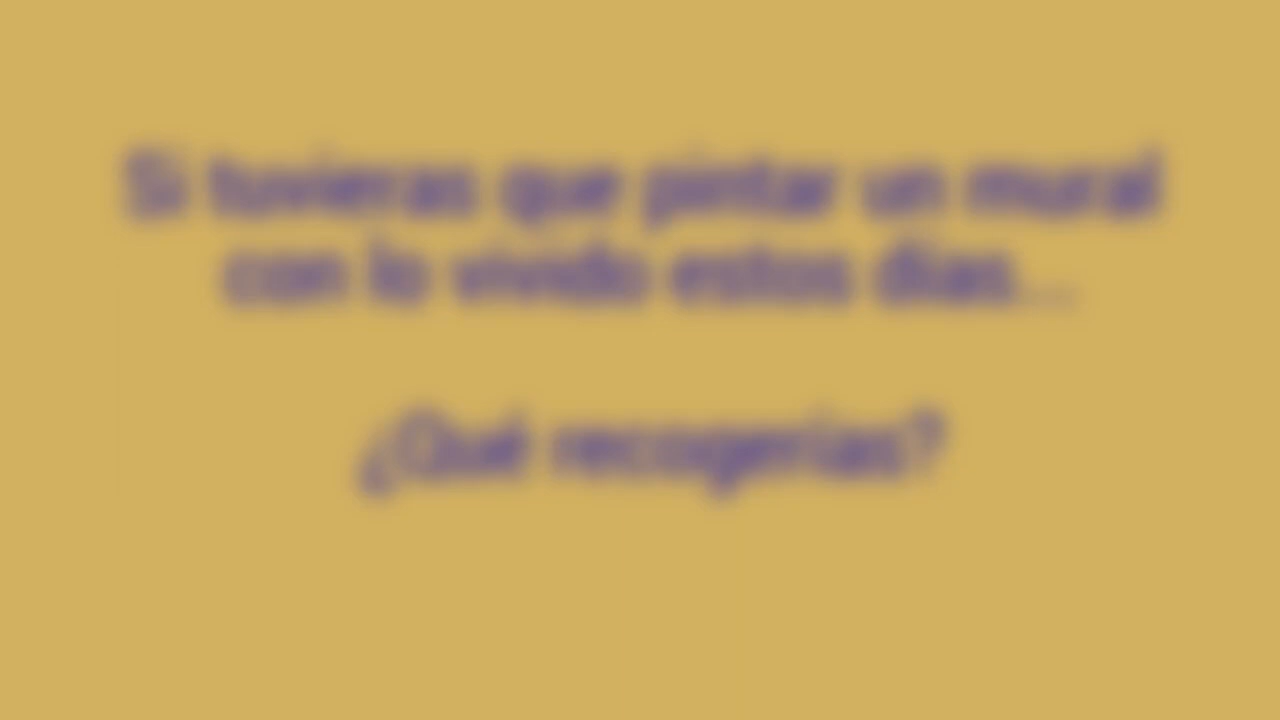 Si tuvieras que pintar un mural
con lo vivido estos días...
¿Qué recogerías?